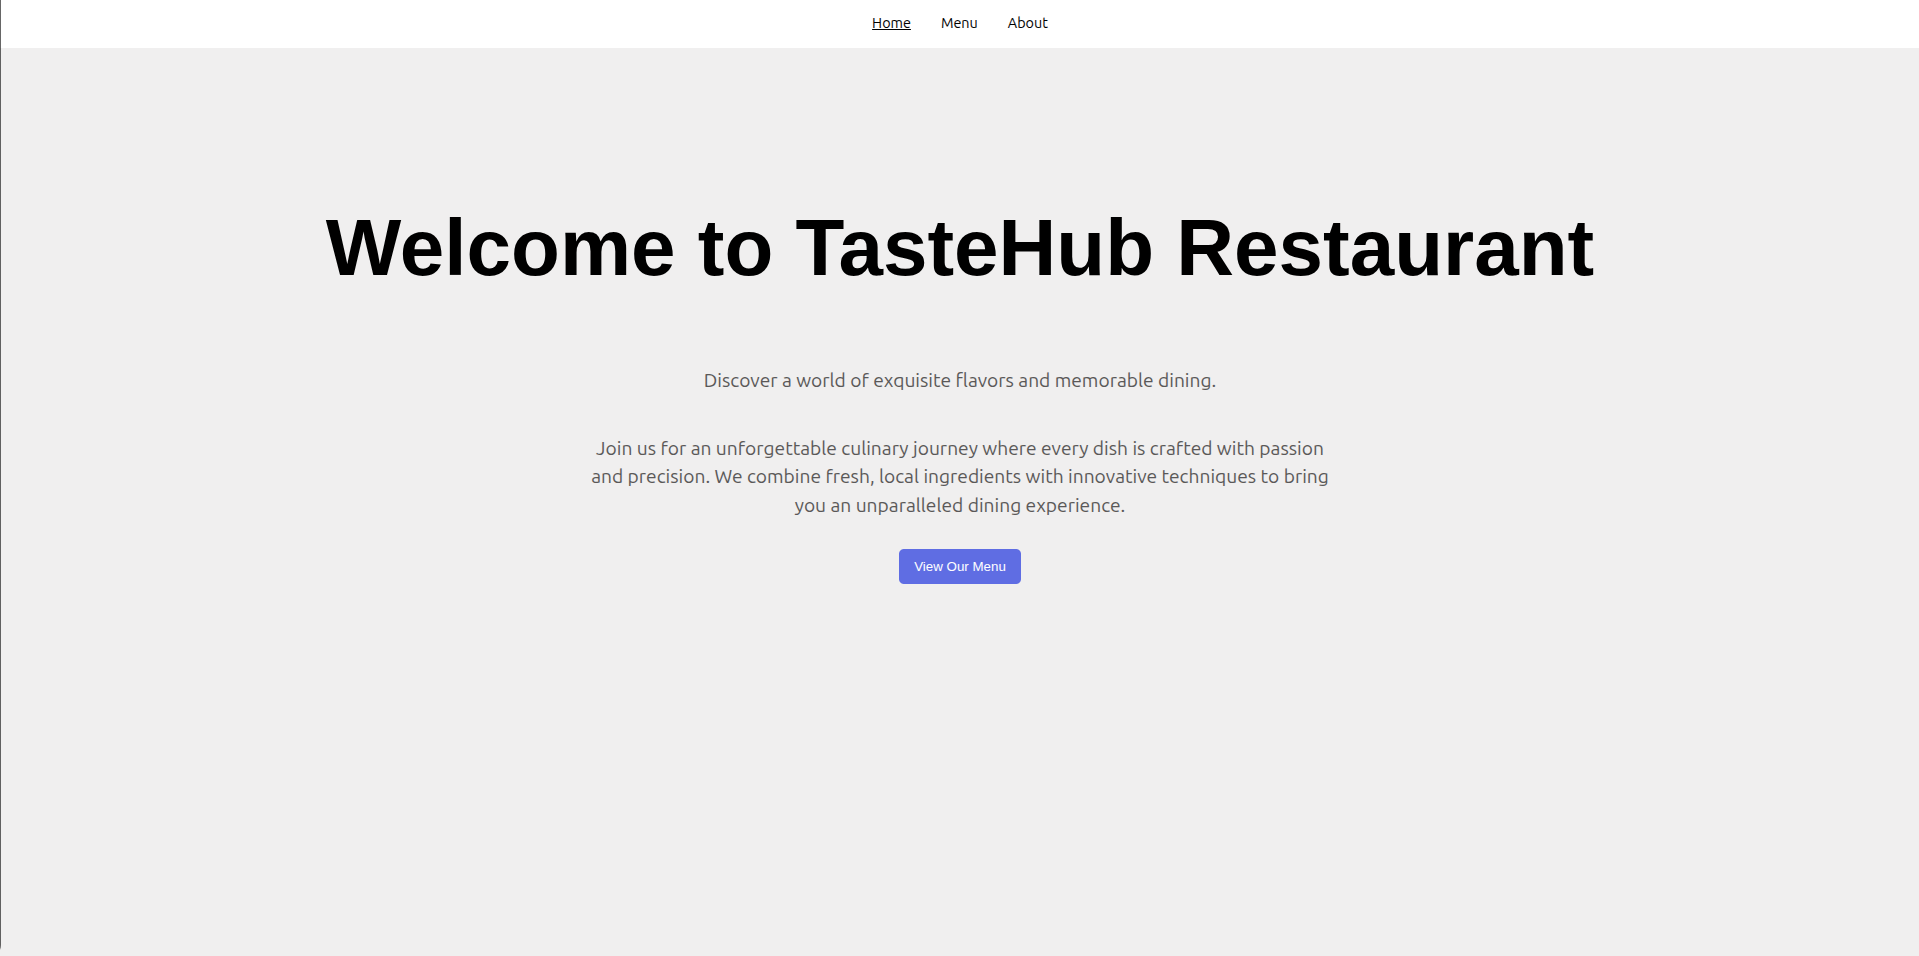 Home Menu About
Welcome to TasteHub Restaurant
Discover a world of exquisite flavors and memorable dining.
Join us for an unforgettable culinary journey where every dish is crafted with passion
and precision. We combine fresh, local ingredients with innovative techniques to bring
you an unparalleled dining experience.
View Our Menu